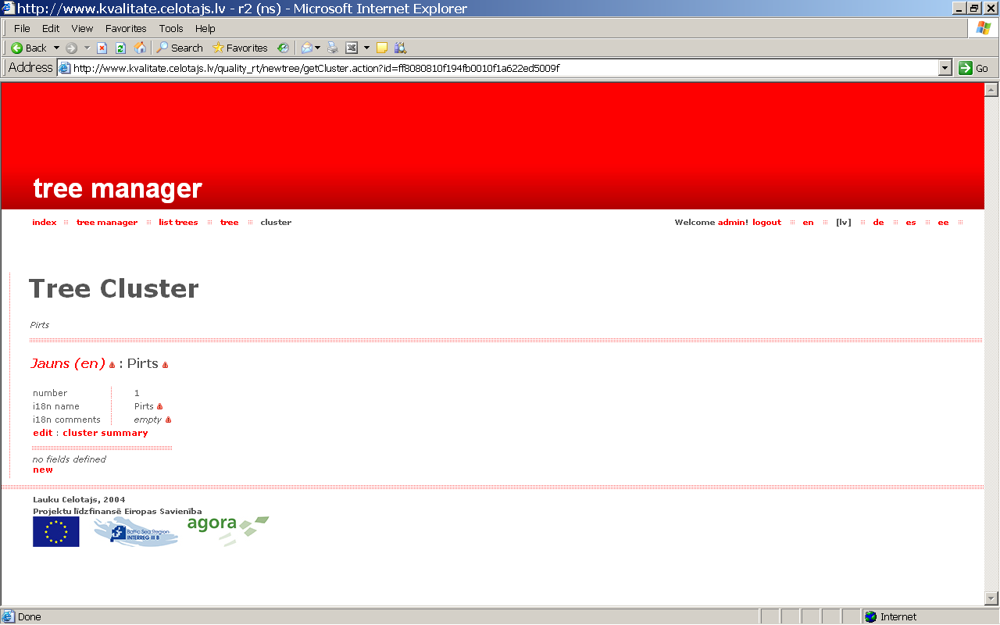 http://www.kvalitate.celotajs.lv - r2 (ns) - Microsoft Internet Explorer
File Edit View Favorites Tools Help
Back Search Favorites
Address http://www.kvalitate.celotajs.lv/quality_rt/newtree/getCluster.action?id=ff8080810f194fb0010f1a622ed5009f Go
tree manager
index tree manager list trees tree cluster Welcome admin! logout en [lv] de es ee
Tree Cluster
Pirts
Jauns (en) : Pirts
number 1
i18n name Pirts
i18n comments empty
edit : cluster summary
no fields defined
new
Lauku Celotajs, 2004
Projektu līdzfinansē Eiropas Savienība
Baltic Sea Region
INTERREG III B
agora
Done Internet